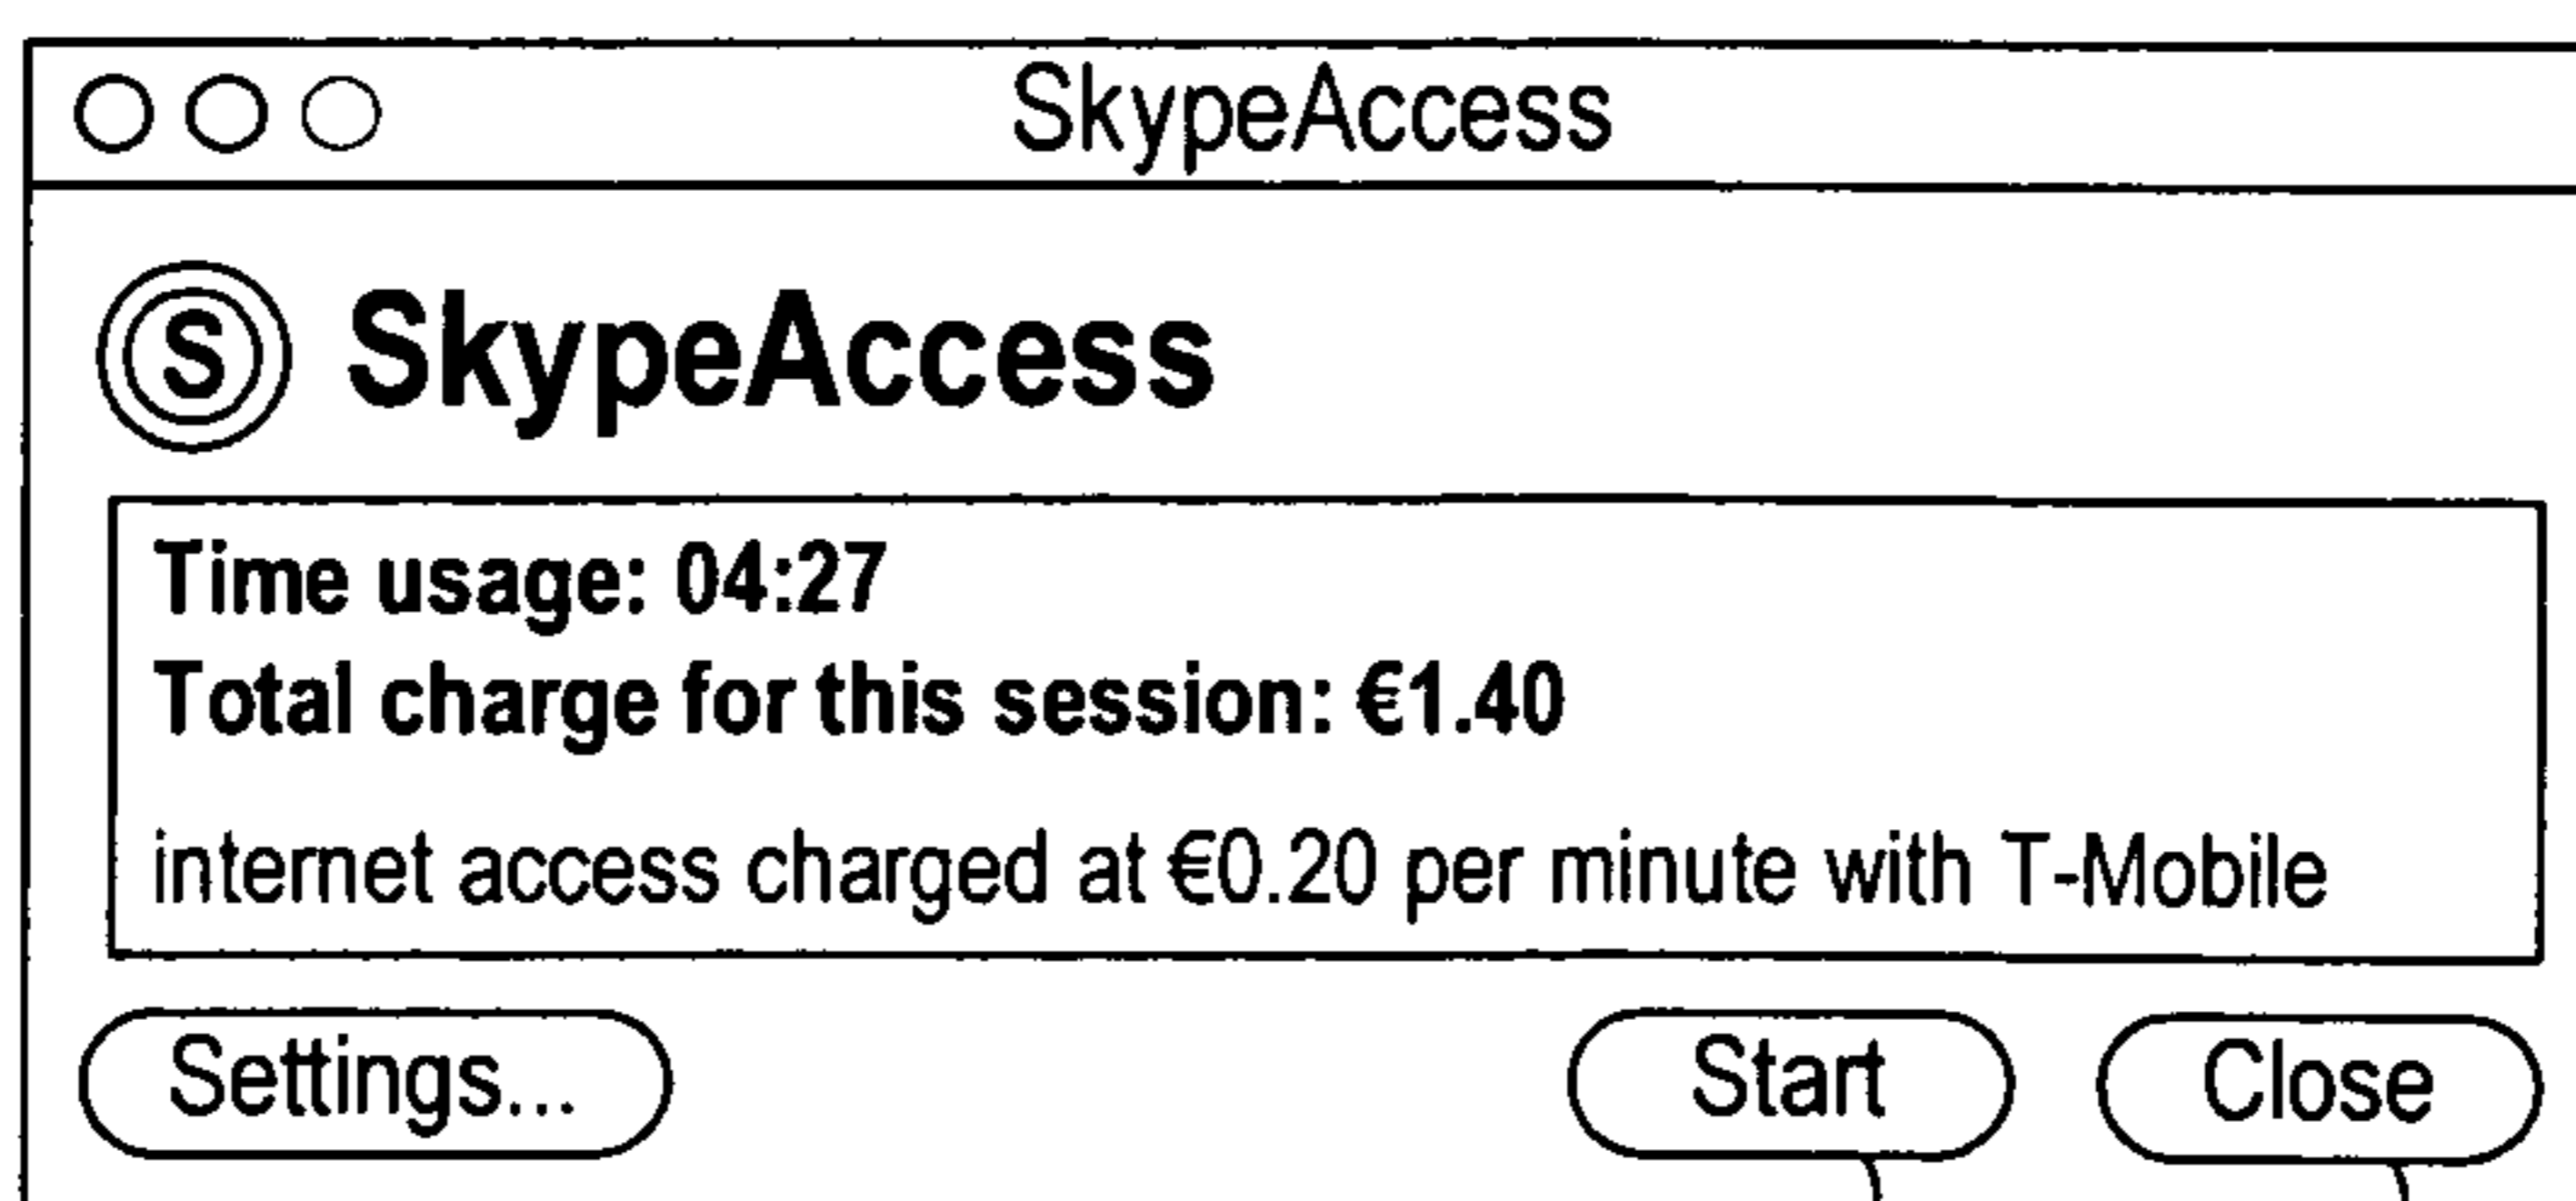 SkypeAccess
S SkypeAccess
Time usage: 04:27
Total charge for this session: €1.40
internet access charged at €0.20 per minute with T-Mobile
Settings... Start Close